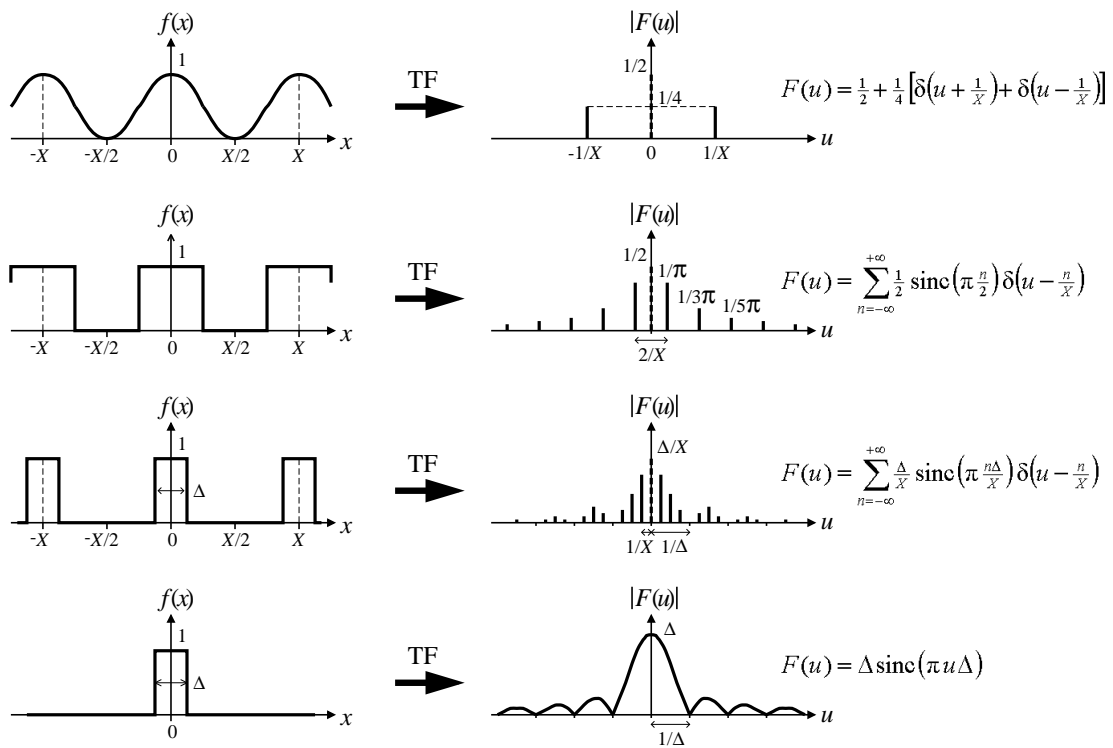 f(x)
1
-X -X/2 0 X/2 X x
TF
|F(u)|
1/2
1/4
-1/X 0 1/X u
F(u) = 1/2 + 1/4 [δ(u + 1/X) + δ(u − 1/X)]
f(x)
1
-X -X/2 0 X/2 X x
TF
|F(u)|
1/2 1/π
1/3π 1/5π
u
2/X
F(u) = ∑_{n=−∞}^{+∞} 1/2 sinc(π n/2) δ(u − n/X)
f(x)
1
Δ
-X -X/2 0 X/2 X x
TF
|F(u)|
Δ/X
u
1/X 1/Δ
F(u) = ∑_{n=−∞}^{+∞} Δ/X sinc(π nΔ/X) δ(u − n/X)
f(x)
1
Δ
0 x
TF
|F(u)|
Δ
u
1/Δ
F(u) = Δ sinc(π u Δ)